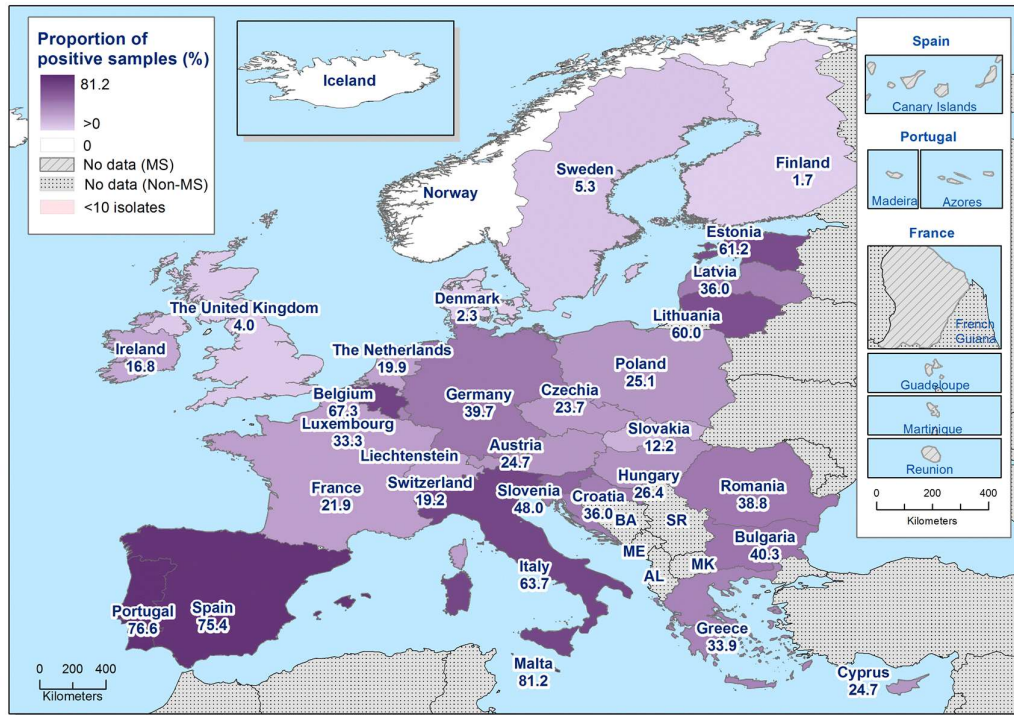 Proportion of
positive samples (%)
81.2
>0
0
No data (MS)
No data (Non-MS)
<10 isolates
Iceland
Norway
Sweden
5.3
Finland
1.7
Estonia
61.2
Latvia
36.0
Lithuania
60.0
Denmark
2.3
The United Kingdom
4.0
Ireland
16.8
The Netherlands
19.9
Belgium
67.3
Luxembourg
33.3
Germany
39.7
Poland
25.1
Czechia
23.7
Slovakia
12.2
Austria
24.7
Liechtenstein
Switzerland
19.2
France
21.9
Slovenia
48.0
Croatia
36.0
Hungary
26.4
Romania
38.8
Bulgaria
40.3
BA
SR
ME
MK
AL
Italy
63.7
Portugal
76.6
Spain
75.4
Malta
81.2
Greece
33.9
Cyprus
24.7
0 200 400
Kilometers
Spain
Canary Islands
Portugal
Madeira
Azores
France
French
Guiana
Guadeloupe
Martinique
Reunion
0 200 400
Kilometers